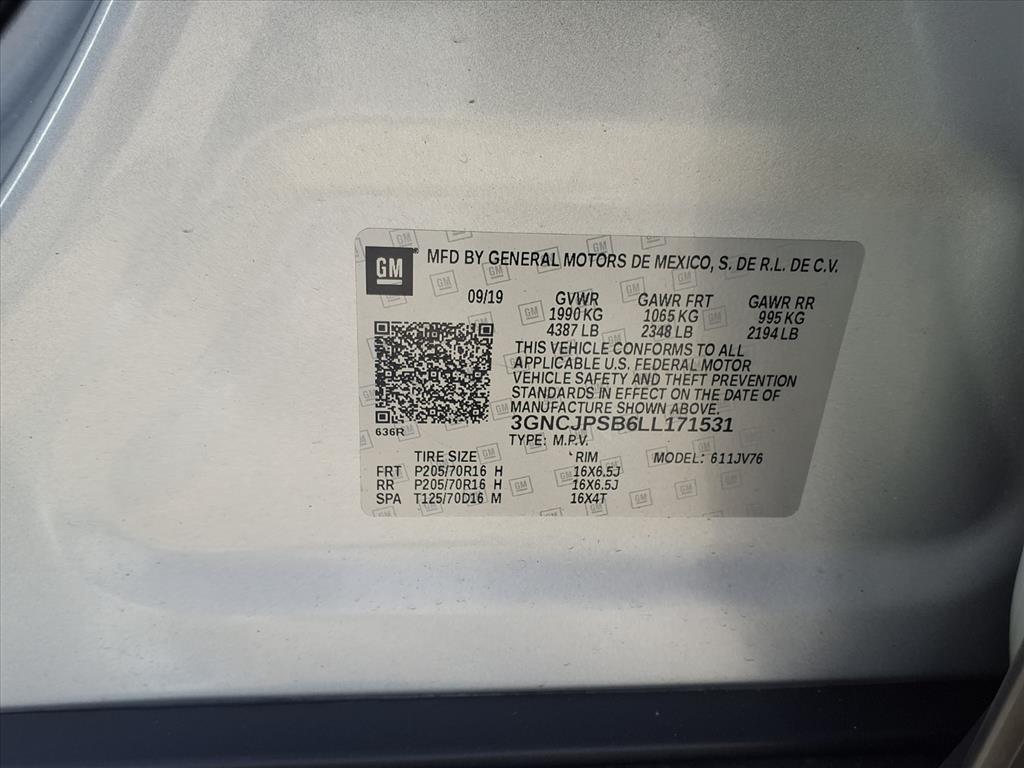 GM
MFD BY GENERAL MOTORS DE MEXICO, S. DE R.L. DE C.V.
09/19 GVWR GAWR FRT GAWR RR
1990 KG 1065 KG 995 KG
4387 LB 2348 LB 2194 LB
THIS VEHICLE CONFORMS TO ALL
APPLICABLE U.S. FEDERAL MOTOR
VEHICLE SAFETY AND THEFT PREVENTION
STANDARDS IN EFFECT ON THE DATE OF
MANUFACTURE SHOWN ABOVE.
3GNCJPSB6LL171531
636R
TYPE: M.P.V.
TIRE SIZE RIM MODEL: 611JV76
FRT P205/70R16 H 16X6.5J
RR P205/70R16 H 16X6.5J
SPA T125/70D16 M 16X4T